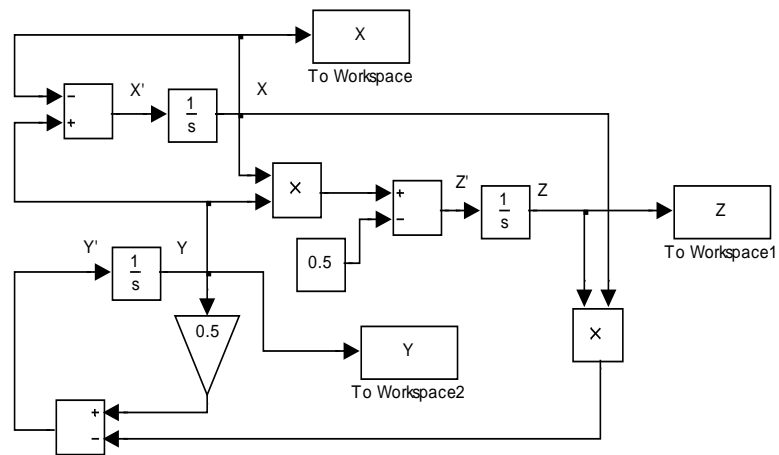 X
To Workspace
X'
1
s
X
−
+
×
+
−
Z'
1
s
Z
Z
To Workspace1
0.5
Y'
1
s
Y
0.5
×
Y
To Workspace2
+
−